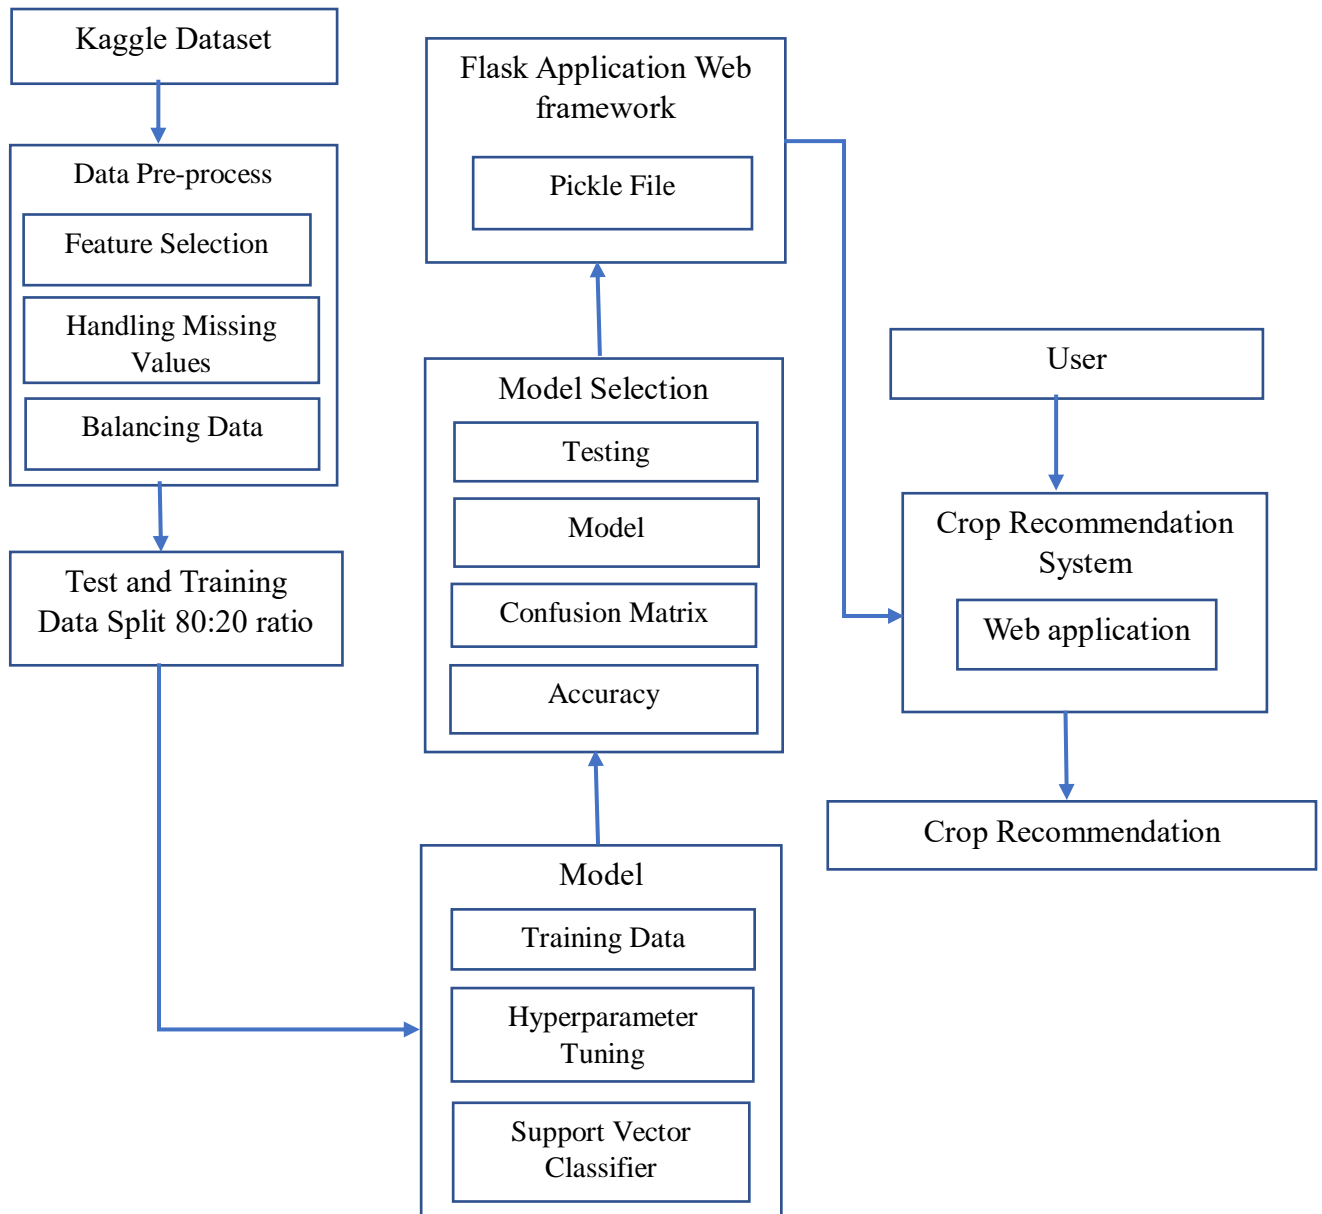 Kaggle Dataset
Data Pre-process
Feature Selection
Handling Missing
Values
Balancing Data
Test and Training
Data Split 80:20 ratio
Flask Application Web
framework
Pickle File
Model Selection
Testing
Model
Confusion Matrix
Accuracy
Model
Training Data
Hyperparameter
Tuning
Support Vector
Classifier
User
Crop Recommendation
System
Web application
Crop Recommendation